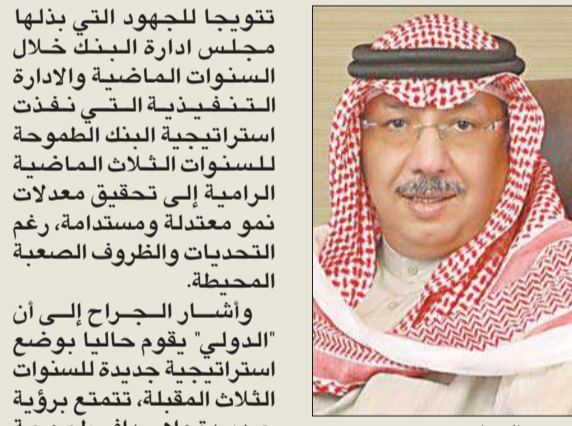 تتويجا للجهود التي بذلها
مجلس ادارة البنك خلال
السنوات الماضية والادارة
التنفيذية التي نفذت
استراتيجية البنك الطموحة
للسنوات الثلاث الماضية
الرامية إلى تحقيق معدلات
نمو معتدلة ومستدامة، رغم
التحديات والظروف الصعبة
المحيطة.
وأشار الجراح إلى أن
"الدولي" يقوم حاليا بوضع
استراتيجية جديدة للسنوات
الثلاث المقبلة، تتمتع برؤية